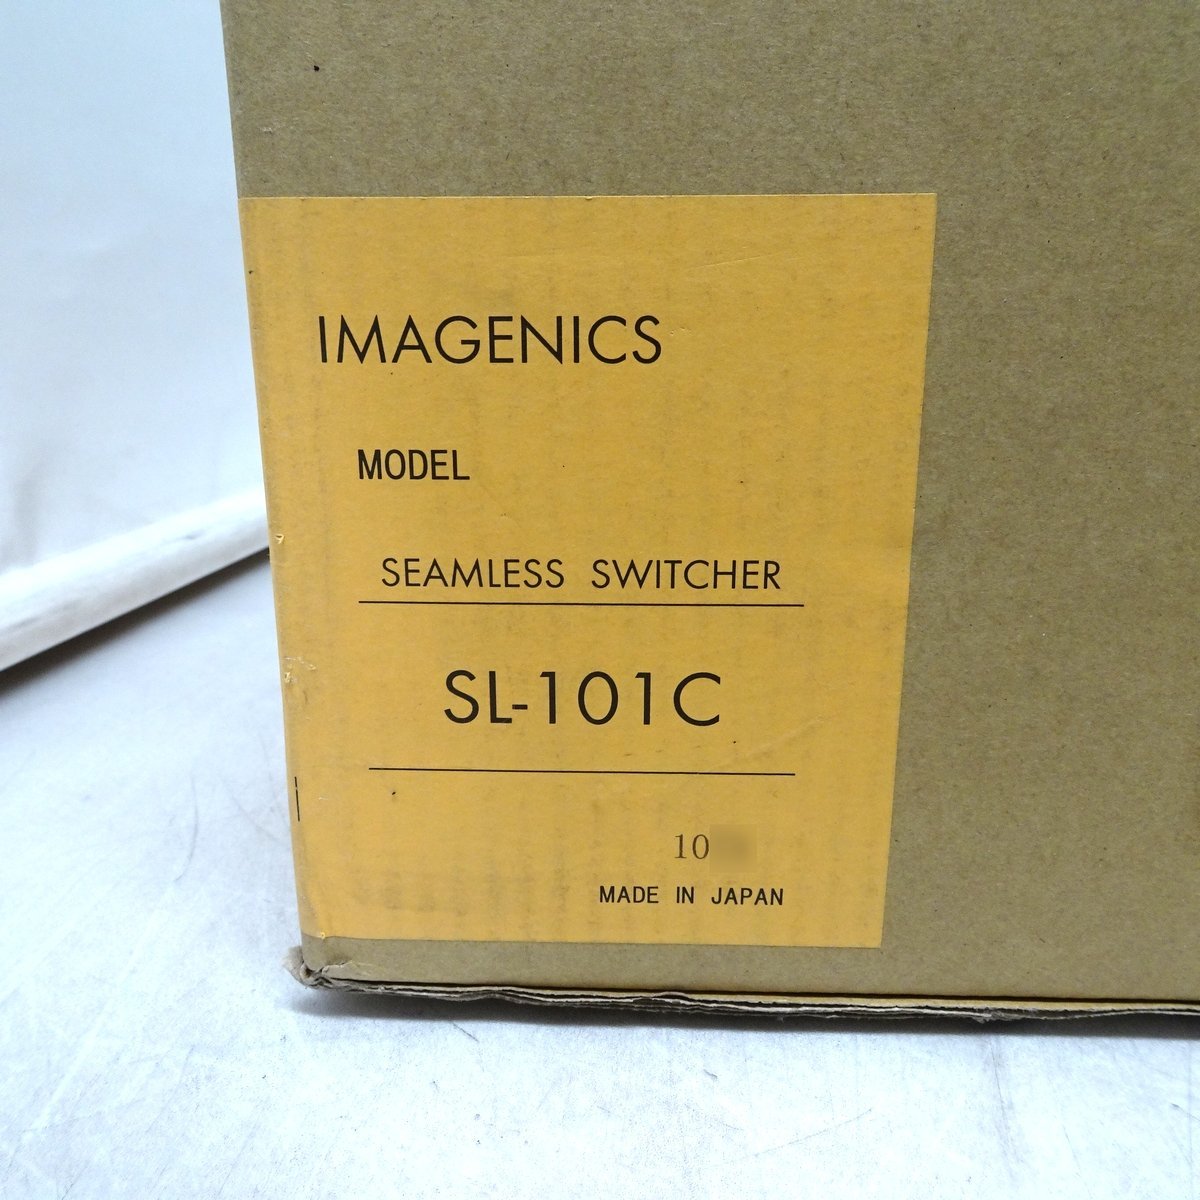 IMAGENICS
MODEL
SEAMLESS SWITCHER
SL-101C
10
MADE IN JAPAN